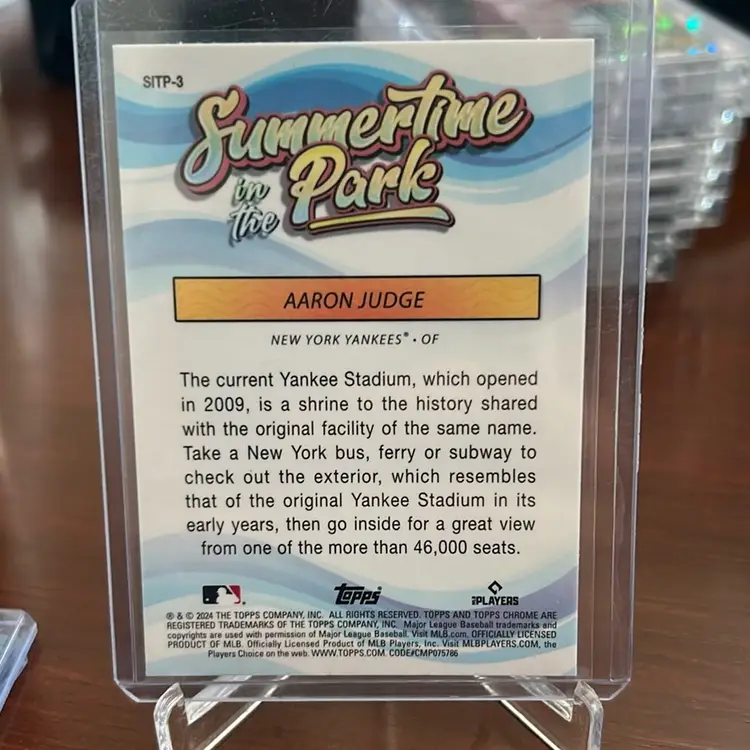 SITP-3
Summertime
in the Park
AARON JUDGE
NEW YORK YANKEES® • OF
The current Yankee Stadium, which opened
in 2009, is a shrine to the history shared
with the original facility of the same name.
Take a New York bus, ferry or subway to
check out the exterior, which resembles
that of the original Yankee Stadium in its
early years, then go inside for a great view
from one of the more than 46,000 seats.
Topps
PLAYERS
® & © 2024 THE TOPPS COMPANY, INC. ALL RIGHTS RESERVED. TOPPS AND TOPPS CHROME ARE
REGISTERED TRADEMARKS OF THE TOPPS COMPANY, INC. Major League Baseball trademarks and
copyrights are used with permission of Major League Baseball. Visit MLB.com. OFFICIALLY LICENSED
PRODUCT OF MLB. Officially Licensed Product of MLB Players, Inc. Visit MLBPLAYERS.COM, the
Players Choice on the web. WWW.TOPPS.COM. CODE#CMP075786